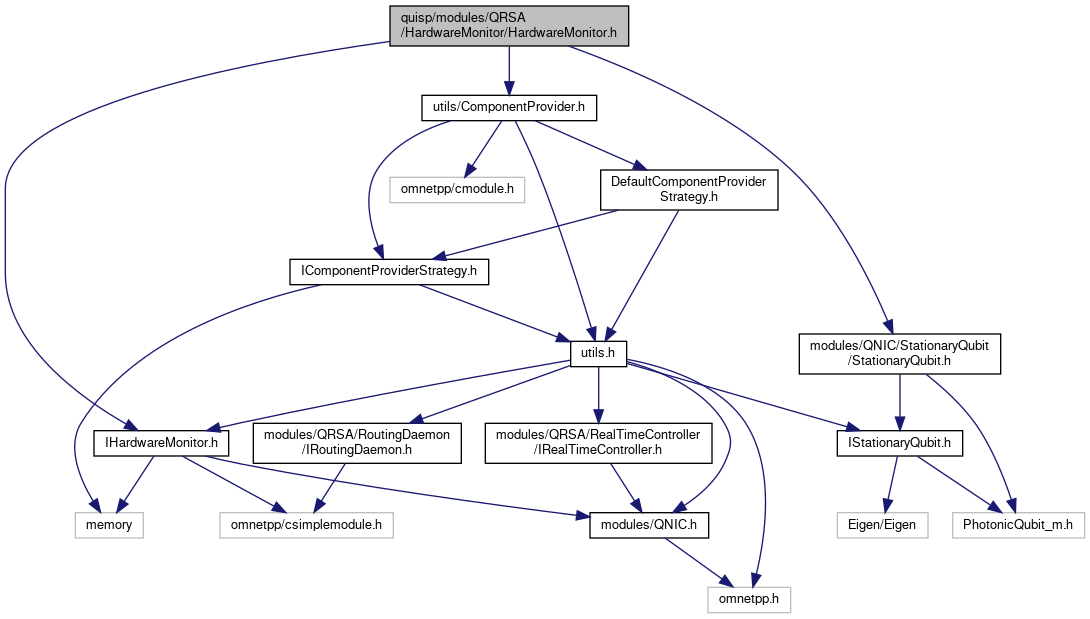 quisp/modules/QRSA
/HardwareMonitor/HardwareMonitor.h
utils/ComponentProvider.h
omnetpp/cmodule.h
DefaultComponentProvider
Strategy.h
IComponentProviderStrategy.h
utils.h
modules/QNIC/StationaryQubit
/StationaryQubit.h
IHardwareMonitor.h
modules/QRSA/RoutingDaemon
/IRoutingDaemon.h
modules/QRSA/RealTimeController
/IRealTimeController.h
IStationaryQubit.h
memory
omnetpp/csimplemodule.h
modules/QNIC.h
Eigen/Eigen
PhotonicQubit_m.h
omnetpp.h